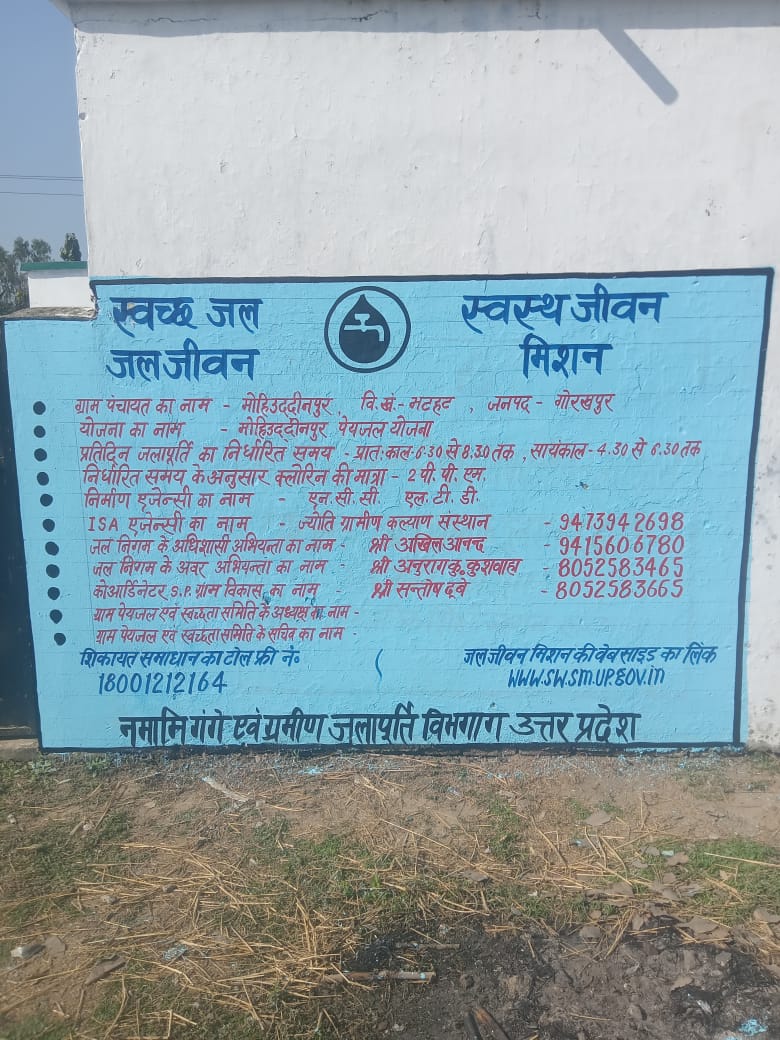 स्वच्छ जल स्वस्थ जीवन
जल जीवन मिशन
ग्राम पंचायत का नाम - मोहिउद्दीनपुर वि.खं.- भटहट , जनपद - गोरखपुर
योजना का नाम - मोहिउद्दीनपुर पेयजल योजना
प्रतिदिन जलापूर्ति का निर्धारित समय - प्रातः काल 6:30 से 8.30 तक , सायंकाल - 4.30 से 6.30 तक
निर्धारित समय के अनुसार क्लोरिन की मात्रा - 2 पी. पी. एम.
निर्माण एजेन्सी का नाम - एन. सी. सी. एल. टी. डी.
ISA एजेन्सी का नाम - ज्योति ग्रामीण कल्याण संस्थान - 9473942698
जल निगम के अधिशासी अभियन्ता का नाम - श्री अखिल आनन्द - 9415606780
जल निगम के अवर अभियन्ता का नाम - श्री अनुराग कु. कुशवाहा - 8052583465
कोआर्डिनेटर S.P. ग्राम विकास का नाम - श्री सन्तोष दूबे - 8052583665
ग्राम पेयजल एवं स्वच्छता समिति के अध्यक्ष का नाम -
ग्राम पेयजल एवं स्वच्छता समिति के सचिव का नाम -
शिकायत समाधान का टोल फ्री नं० जल जीवन मिशन की वेबसाइड का लिंक
18001212164 WWW.SW.SM.UP.GOV.in
नमामि गंगे एवं ग्रमीण जलापूर्ति विभगाग उत्तर प्रदेश